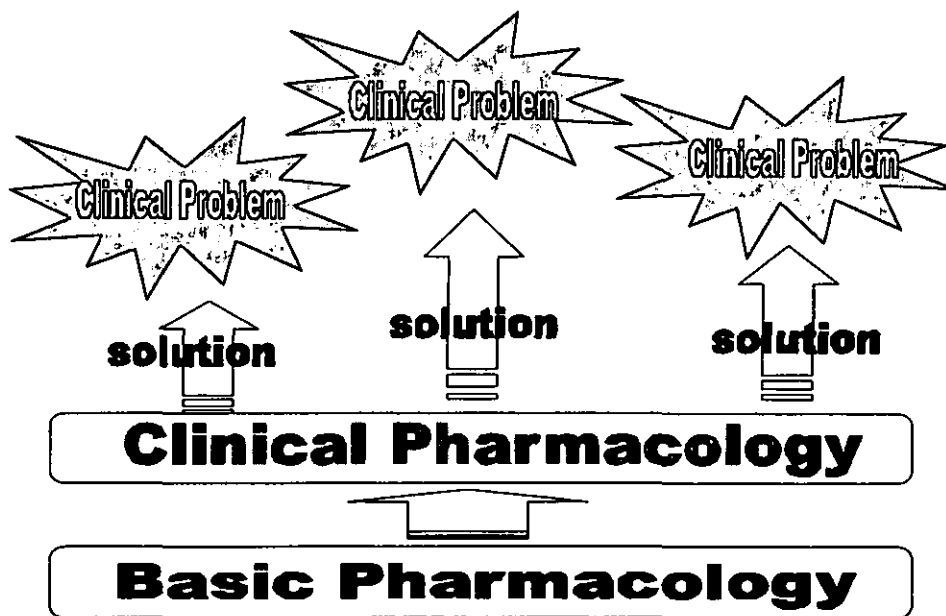 Clinical Problem
Clinical Problem
Clinical Problem
solution
solution
solution
Clinical Pharmacology
Basic Pharmacology